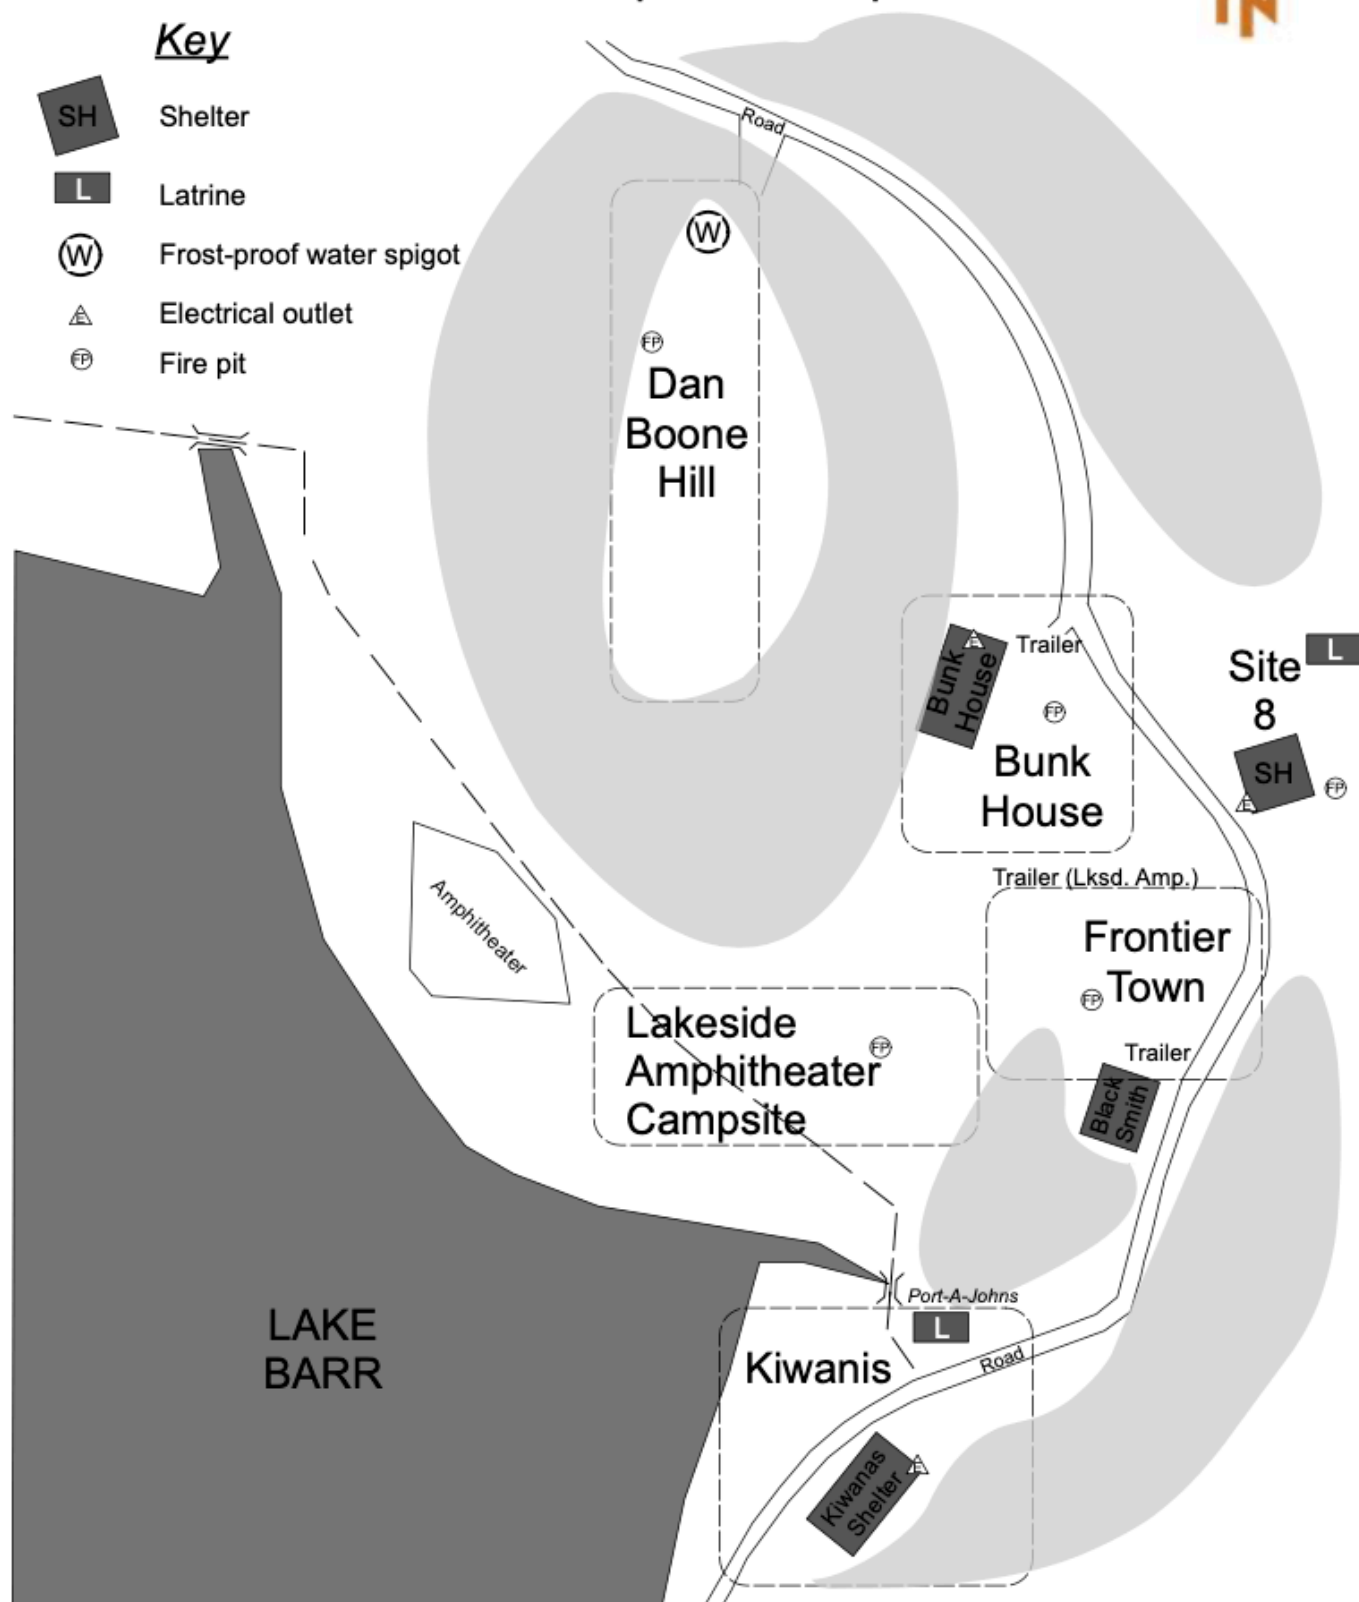 Key
SH
Shelter
L
Latrine
W
Frost-proof water spigot
E
Electrical outlet
FP
Fire pit
N
Road
W
FP
Dan
Boone
Hill
E
Bunk
House
Trailer
FP
Bunk
House
Site
8
L
SH
E
FP
Trailer (Lksd. Amp.)
Frontier
FP
Town
Trailer
Black
Smith
Amphitheater
Lakeside
Amphitheater
Campsite
FP
Port-A-Johns
L
Kiwanis
Road
Kiwanas
Shelter
E
LAKE
BARR